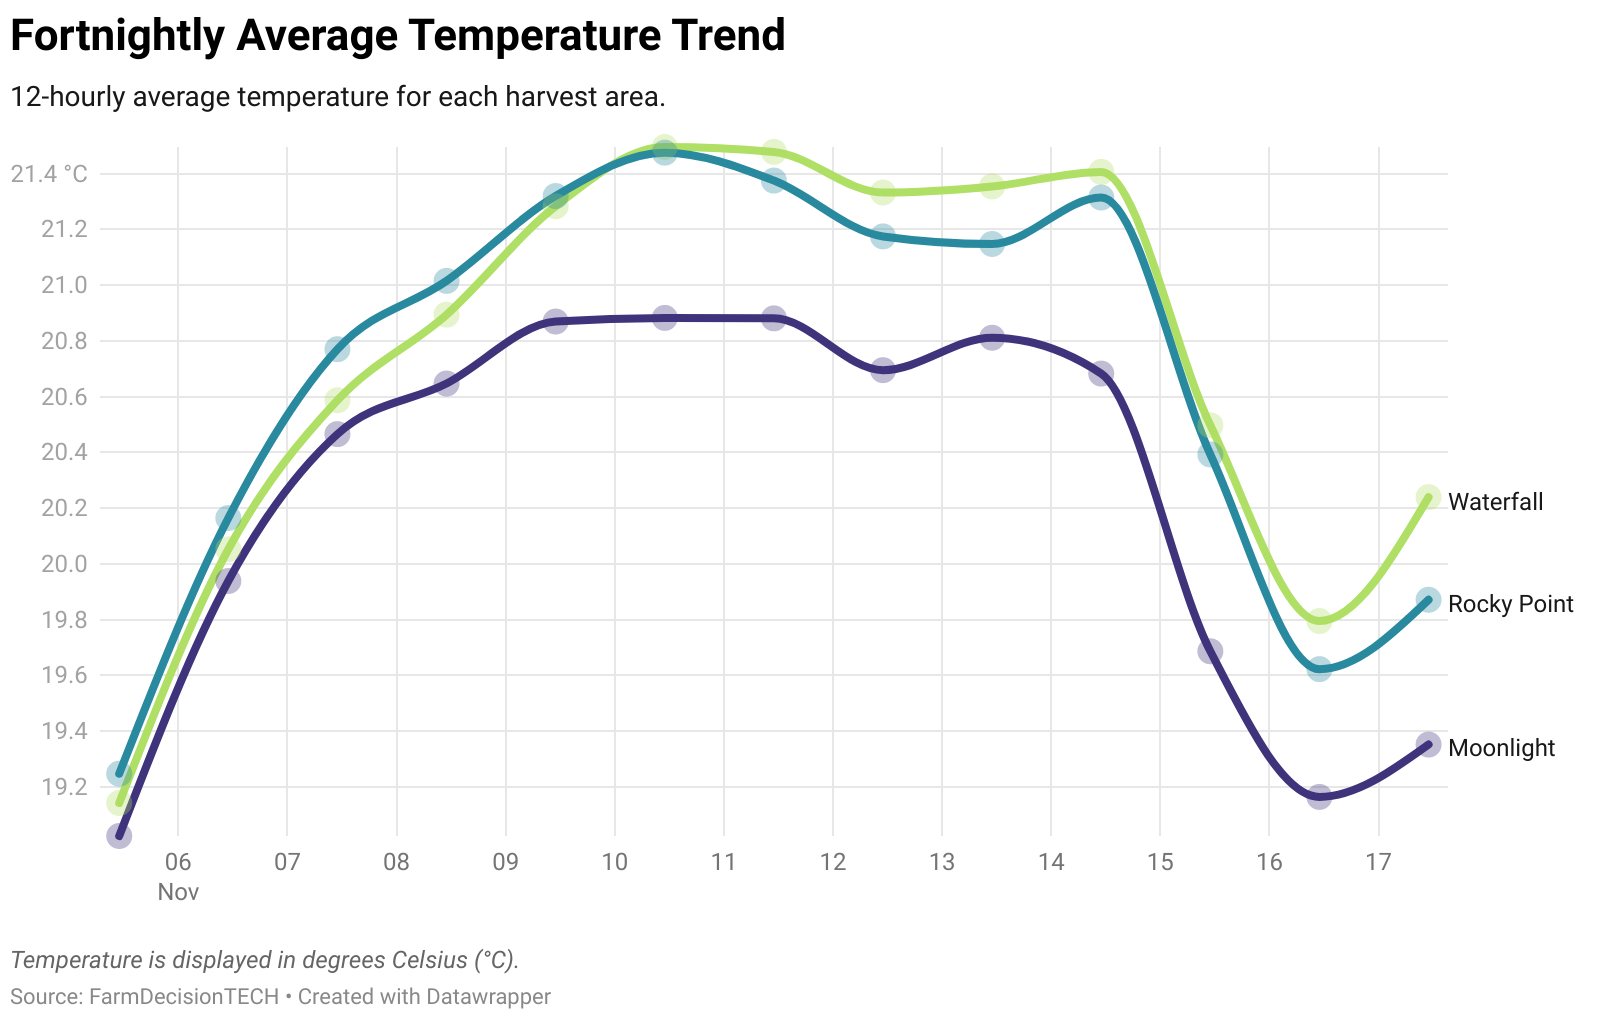 Fortnightly Average Temperature Trend
12-hourly average temperature for each harvest area.
21.4 °C
21.2
21.0
20.8
20.6
20.4
20.2
20.0
19.8
19.6
19.4
19.2
Waterfall
Rocky Point
Moonlight
06 07 08 09 10 11 12 13 14 15 16 17
Nov
Temperature is displayed in degrees Celsius (°C).
Source: FarmDecisionTECH • Created with Datawrapper